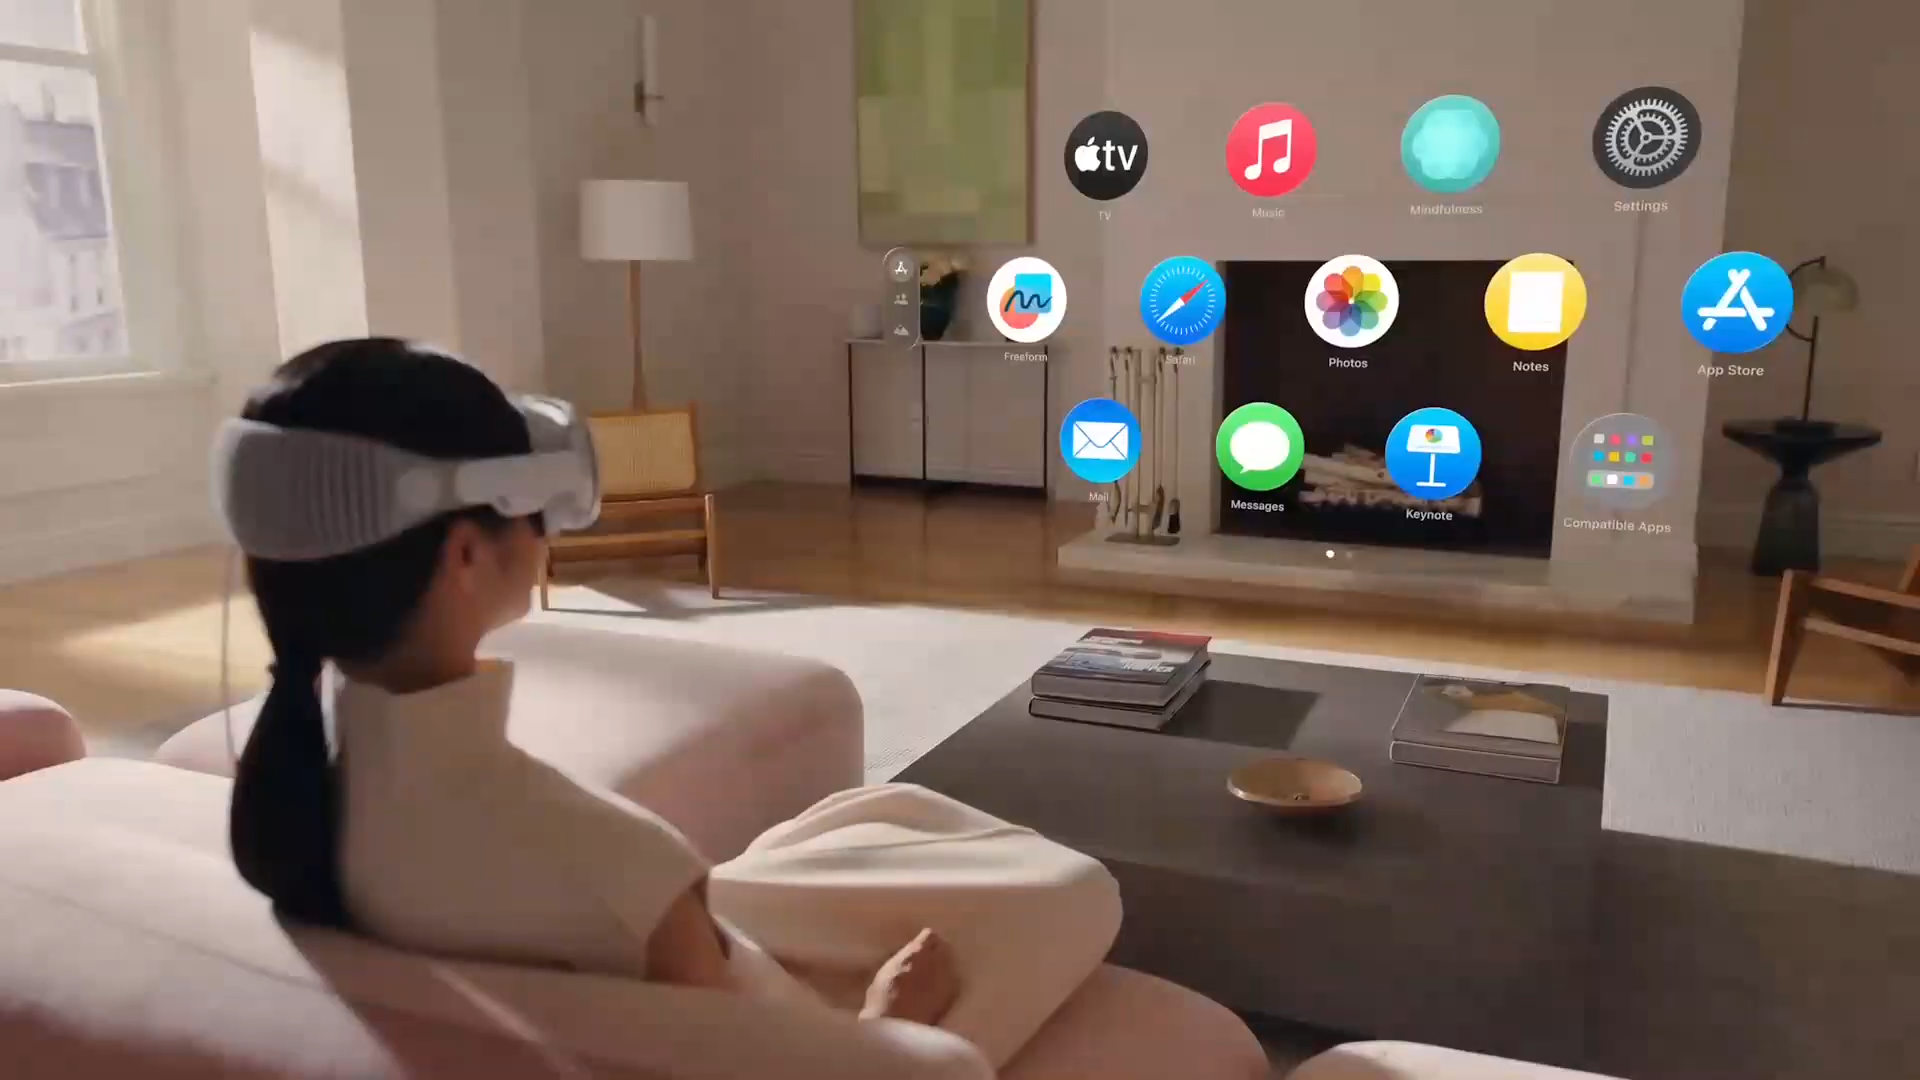 tv
TV
Music
Mindfulness
Settings
Freeform
Safari
Photos
Notes
App Store
Mail
Messages
Keynote
Compatible Apps